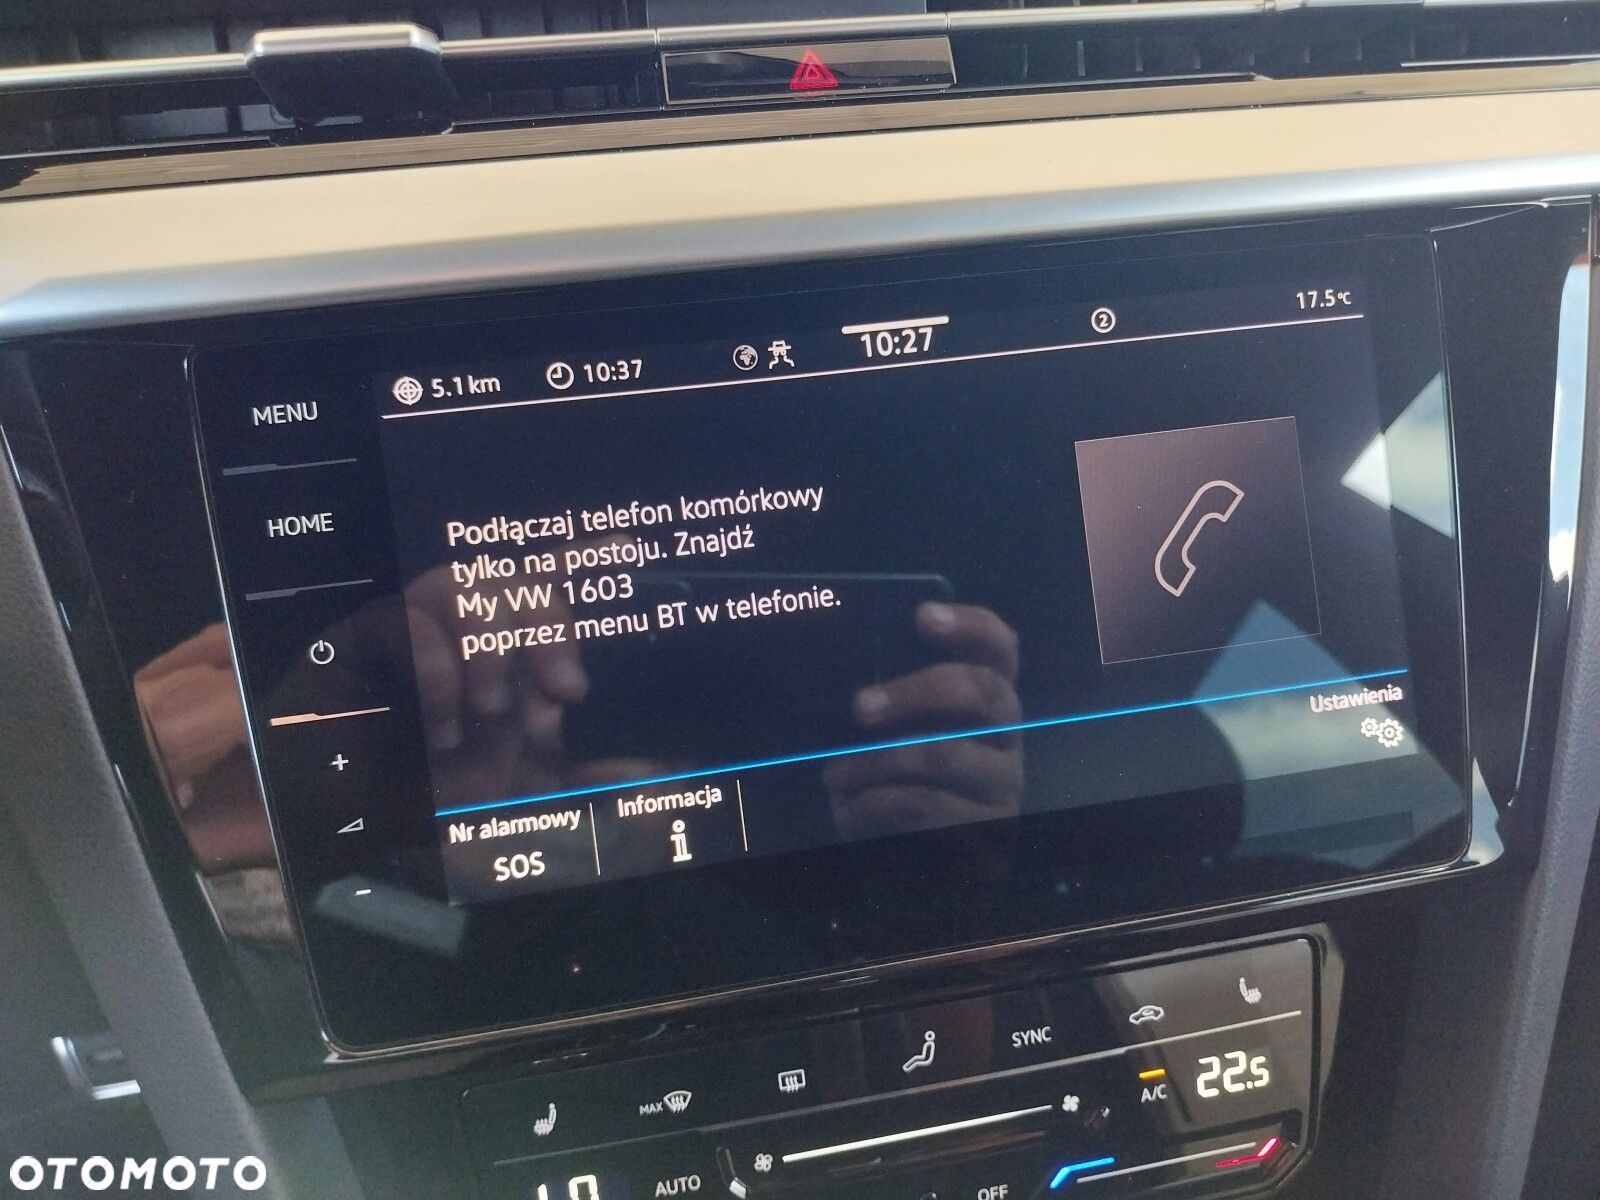 5.1 km 10:37 10:27 2 17.5°C
MENU
HOME
Podłączaj telefon komórkowy
tylko na postoju. Znajdź
My VW 1603
poprzez menu BT w telefonie.
+
-
Ustawienia
Nr alarmowy
SOS
Informacja
i
SYNC
MAX
A/C
22.5
AUTO
OFF
OTOMOTO